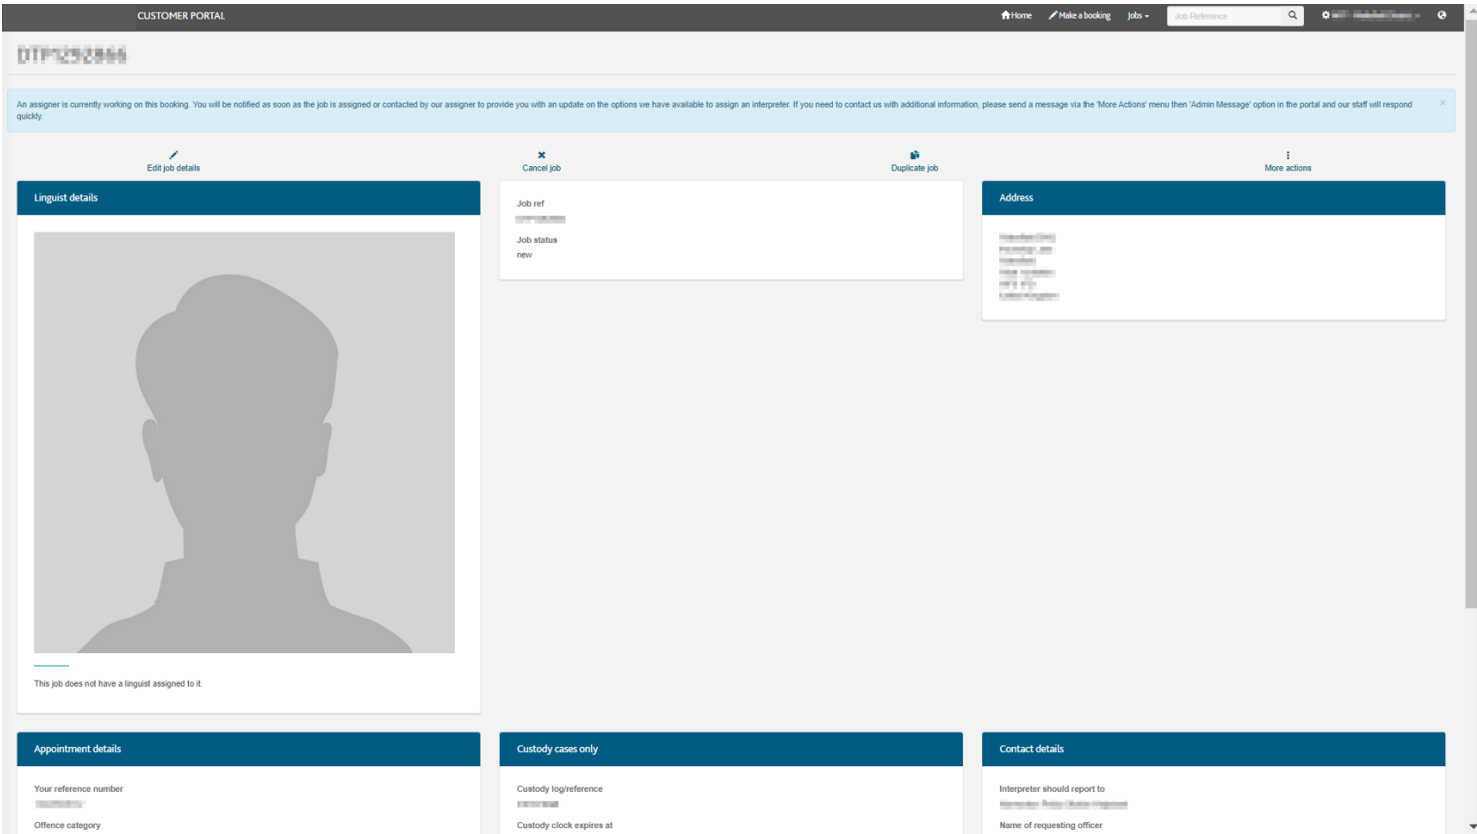 CUSTOMER PORTAL
Home Make a booking Jobs Job Reference
An assigner is currently working on this booking. You will be notified as soon as the job is assigned or contacted by our assigner to provide you with an update on the options we have available to assign an interpreter. If you need to contact us with additional information, please send a message via the 'More Actions' menu then 'Admin Message' option in the portal and our staff will respond
quickly.
Edit job details Cancel job Duplicate job More actions
Linguist details
This job does not have a linguist assigned to it.
Job ref
Job status
new
Address
Appointment details
Your reference number
Offence category
Custody cases only
Custody log/reference
Custody clock expires at
Contact details
Interpreter should report to
Name of requesting officer